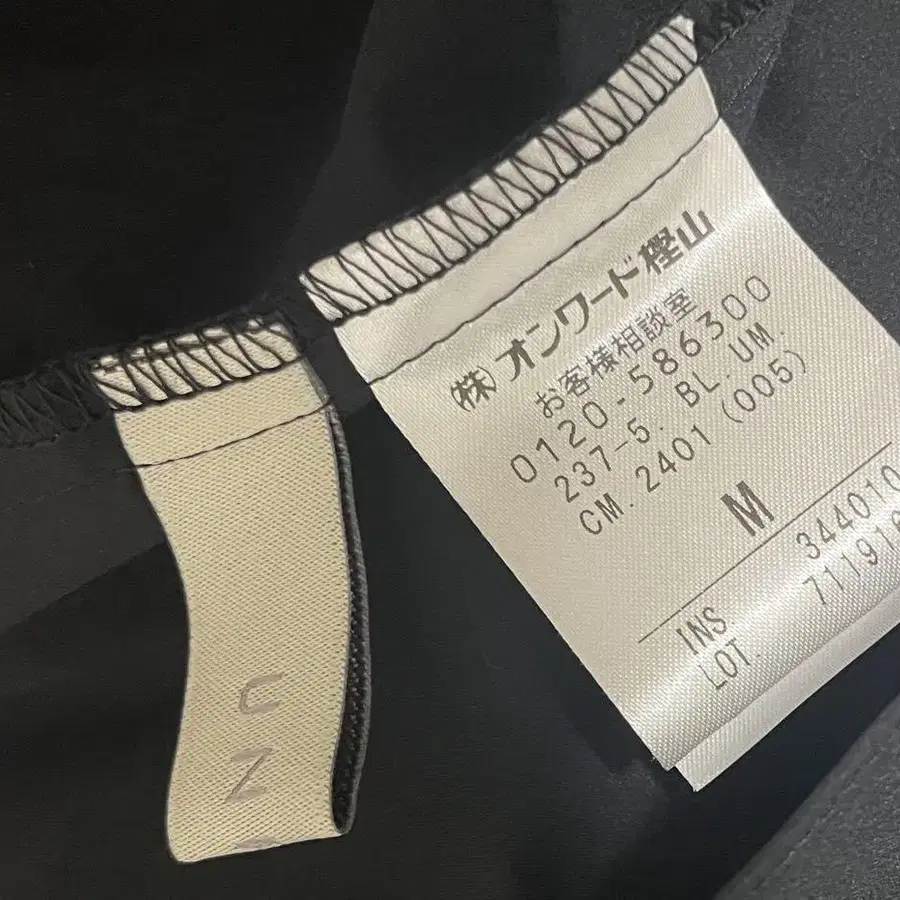 (株)オンワード樫山
お客様相談室
0120-586300
237-5. BL. UM.
CM. 2401 (005)
M
INS 344010
LOT.
UN